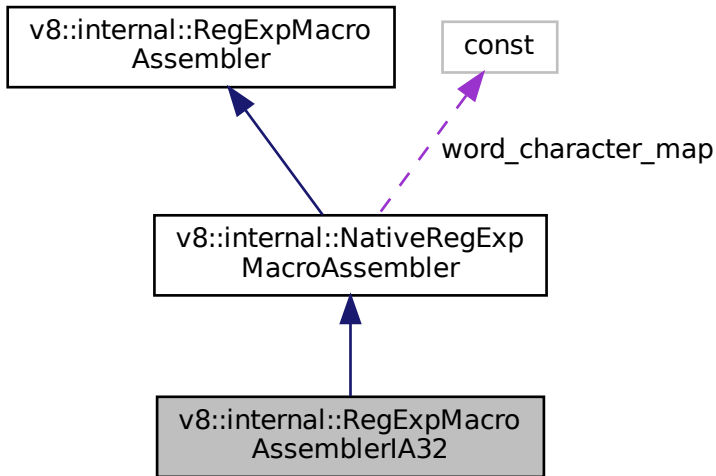 v8::internal::RegExpMacro
Assembler
const
word_character_map
v8::internal::NativeRegExp
MacroAssembler
v8::internal::RegExpMacro
AssemblerIA32